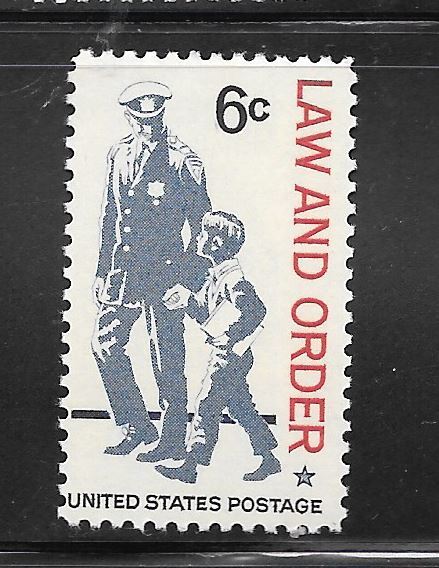 6c
LAW AND ORDER
UNITED STATES POSTAGE